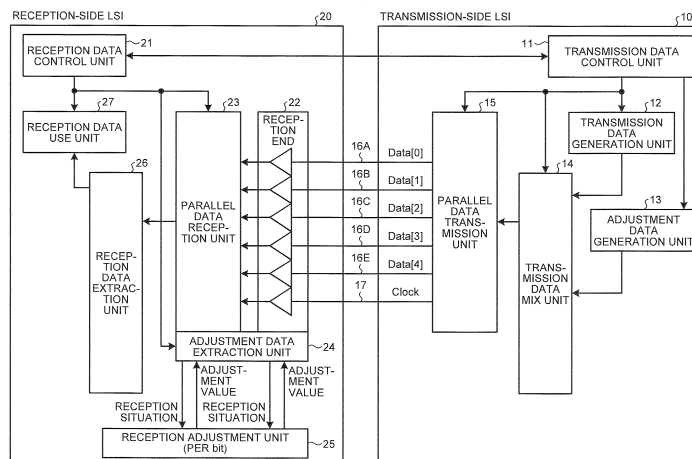 RECEPTION-SIDE LSI
20
TRANSMISSION-SIDE LSI
10
21
RECEPTION DATA
CONTROL UNIT
11
TRANSMISSION DATA
CONTROL UNIT
27
RECEPTION DATA
USE UNIT
23
PARALLEL
DATA
RECEPTION
UNIT
22
RECEP-
TION
END
15
PARALLEL
DATA
TRANS-
MISSION
UNIT
12
TRANSMISSION
DATA
GENERATION UNIT
14
TRANS-
MISSION
DATA
MIX UNIT
13
ADJUSTMENT
DATA
GENERATION UNIT
26
RECEP-
TION
DATA
EXTRAC-
TION
UNIT
16A
Data[0]
16B
Data[1]
16C
Data[2]
16D
Data[3]
16E
Data[4]
17
Clock
ADJUSTMENT DATA
EXTRACTION UNIT
24
ADJUST-
MENT
VALUE
ADJUST-
MENT
VALUE
RECEPTION
SITUATION
RECEPTION
SITUATION
RECEPTION ADJUSTMENT UNIT
(PER bit)
25